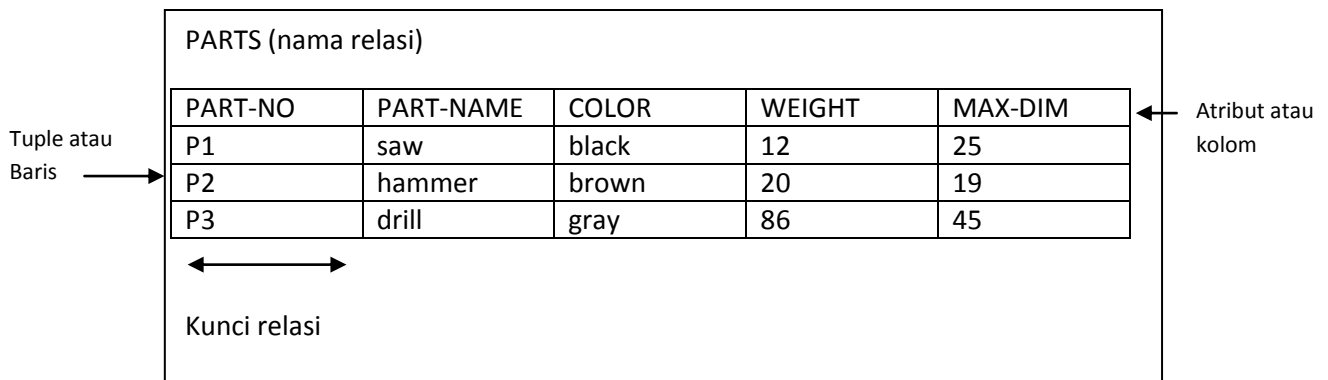 PARTS (nama relasi)
PART-NO PART-NAME COLOR WEIGHT MAX-DIM
P1 saw black 12 25
P2 hammer brown 20 19
P3 drill gray 86 45
Tuple atau
Baris
Atribut atau
kolom
Kunci relasi